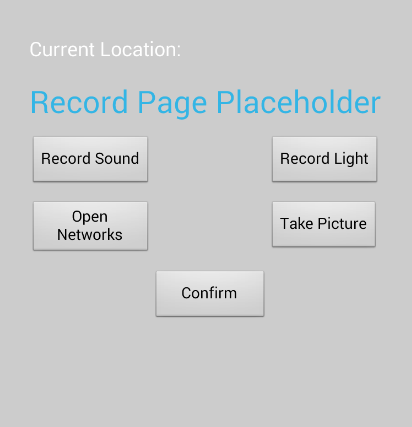 Current Location:
Record Page Placeholder
Record Sound
Record Light
Open
Networks
Take Picture
Confirm